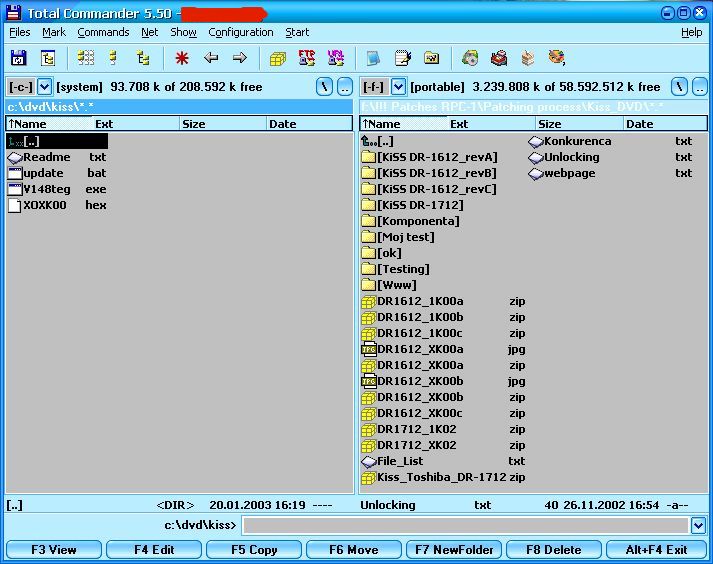 Total Commander 5.50 -
Files Mark Commands Net Show Configuration Start Help
FTP
URL
[-c-] [system] 93.708 k of 208.592 k free \ ..
c:\dvd\kiss\*.*
↑Name Ext Size Date
[..]
Readme txt
update bat
V148teg exe
XOXK00 hex
[-f-] [portable] 3.239.808 k of 58.592.512 k free \ ..
f:\!!! Patches RPC-1\Patching process\Kiss_DVD\*.*
↑Name Ext Size Date
[..]
[KiSS DR-1612_revA]
[KiSS DR-1612_revB]
[KiSS DR-1612_revC]
[KiSS DR-1712]
[Komponenta]
[Moj test]
[ok]
[Testing]
[Www]
DR1612_1K00a zip
DR1612_1K00b zip
DR1612_1K00c zip
DR1612_XK00a jpg
DR1612_XK00a zip
DR1612_XK00b jpg
DR1612_XK00b zip
DR1612_XK00c zip
DR1712_1K02 zip
DR1712_XK02 zip
File_List txt
Kiss_Toshiba_DR-1712 zip
Konkurenca txt
Unlocking txt
webpage txt
[..] <DIR> 20.01.2003 16:19 ----
Unlocking txt 40 26.11.2002 16:54 -a--
c:\dvd\kiss>
F3 View F4 Edit F5 Copy F6 Move F7 NewFolder F8 Delete Alt+F4 Exit